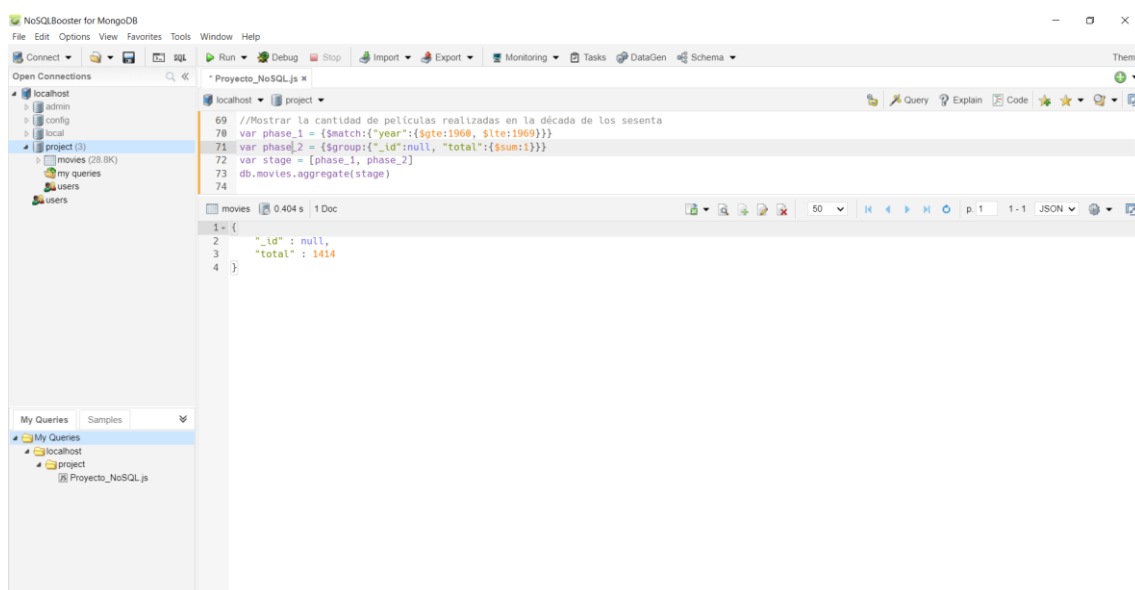 NoSQLBooster for MongoDB
File Edit Options View Favorites Tools Window Help
Connect SQL Run Debug Stop Import Export Monitoring Tasks DataGen Schema Them
Open Connections
* Proyecto_NoSQL.js
localhost
admin
config
local
project (3)
movies (28.8K)
my queries
users
users
localhost project Query Explain Code
69 //Mostrar la cantidad de películas realizadas en la década de los sesenta
70 var phase_1 = {$match:{"year":{$gte:1960, $lte:1969}}}
71 var phase_2 = {$group:{"_id":null, "total":{$sum:1}}}
72 var stage = [phase_1, phase_2]
73 db.movies.aggregate(stage)
74
movies 0.404 s 1 Doc 50 p. 1 1-1 JSON
1 {
2 "_id" : null,
3 "total" : 1414
4 }
My Queries Samples
My Queries
localhost
project
Proyecto_NoSQL.js